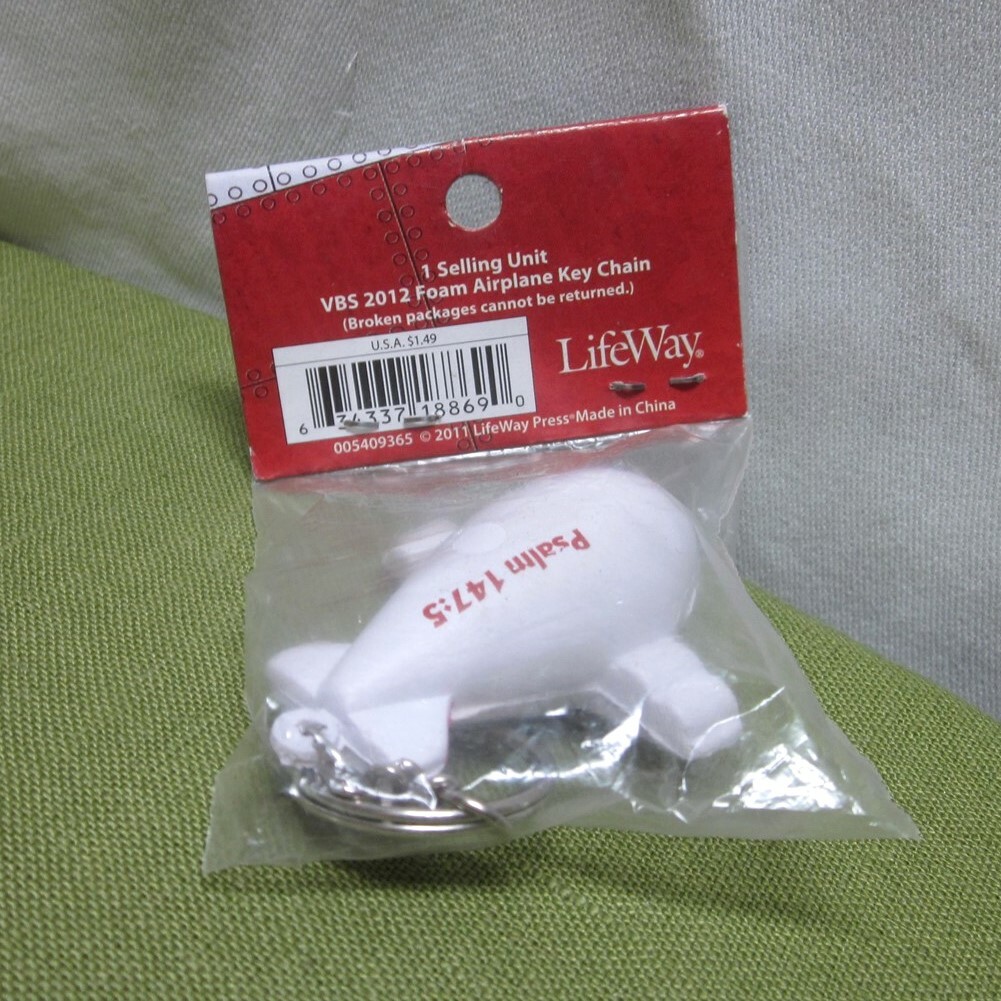 1 Selling Unit
VBS 2012 Foam Airplane Key Chain
(Broken packages cannot be returned.)
U.S.A. $1.49
6 34337 18869 0
LifeWay®
005409365 © 2011 LifeWay Press® Made in China
Psalm 147:5